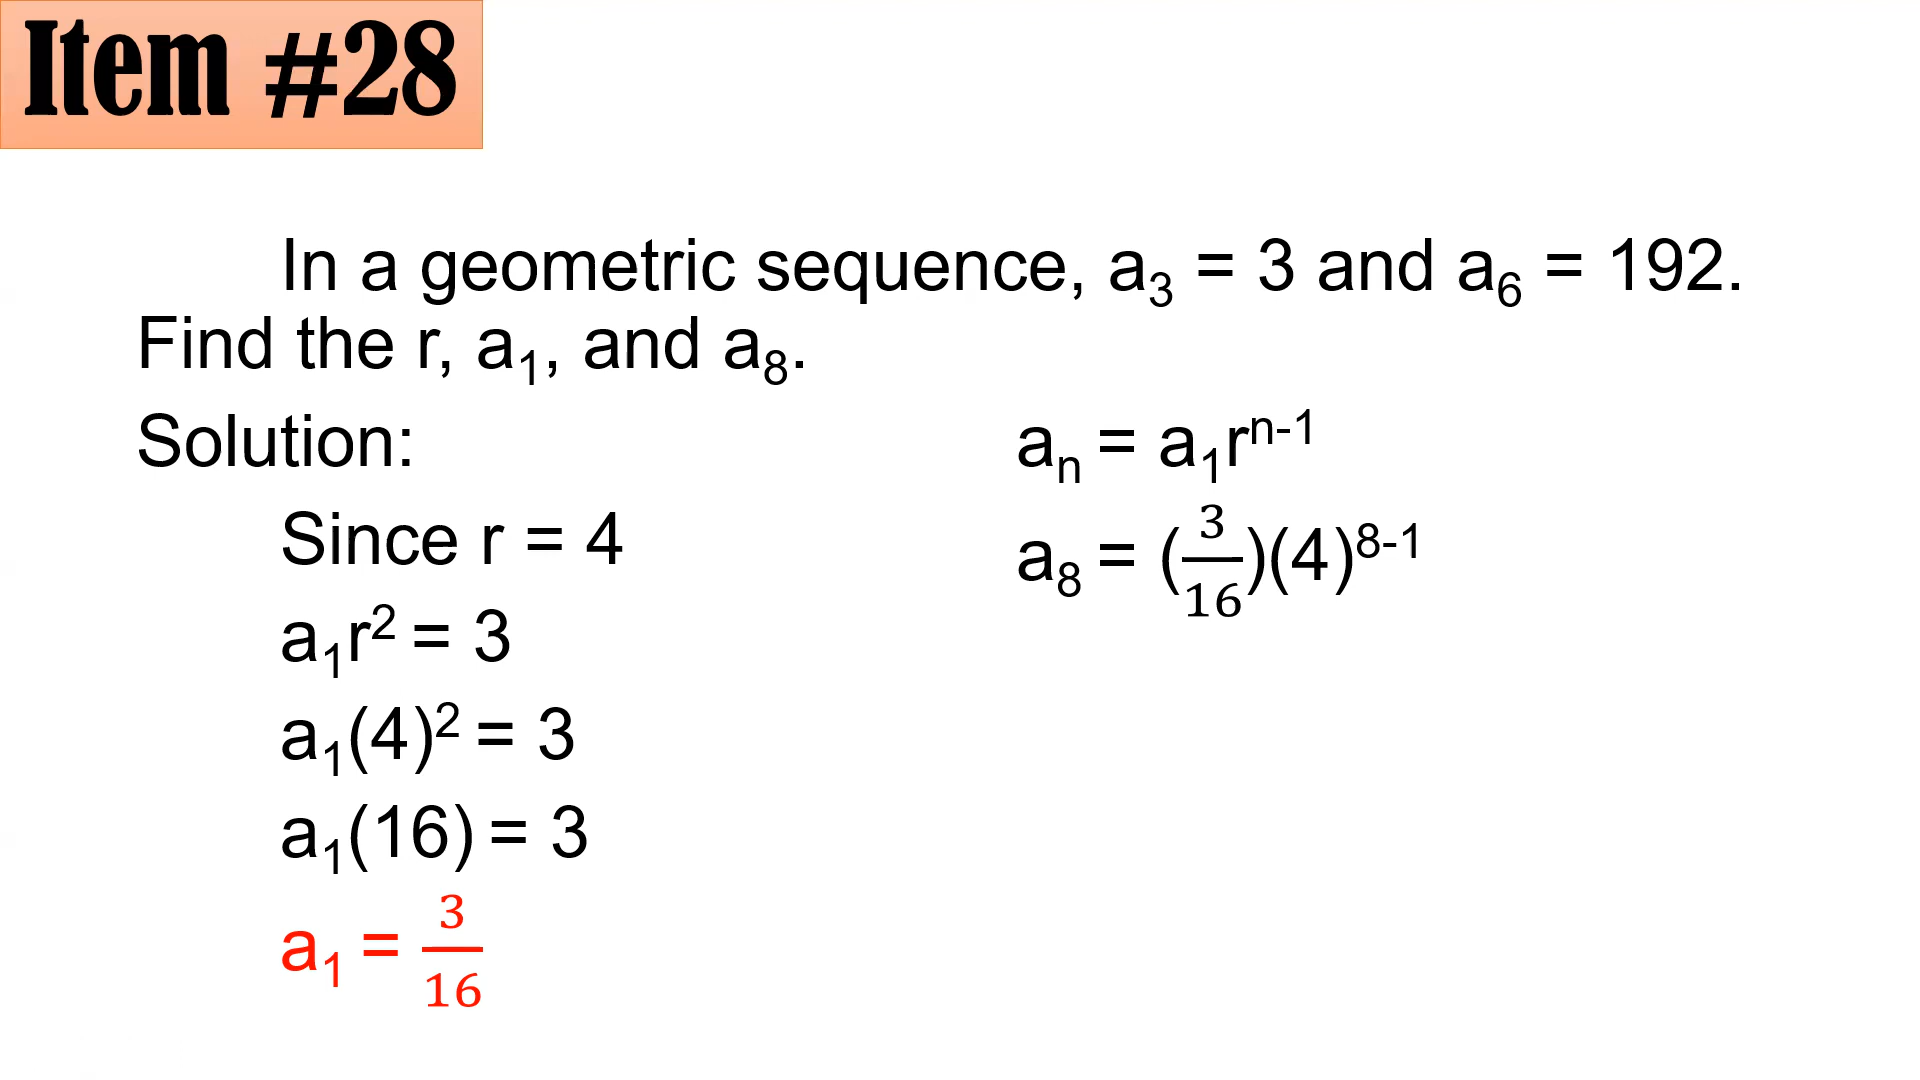 Item #28
In a geometric sequence, a₃ = 3 and a₆ = 192.
Find the r, a₁, and a₈.
Solution:
Since r = 4
a₁r² = 3
a₁(4)² = 3
a₁(16) = 3
a₁ = 3/16
aₙ = a₁rⁿ⁻¹
a₈ = (3/16)(4)⁸⁻¹